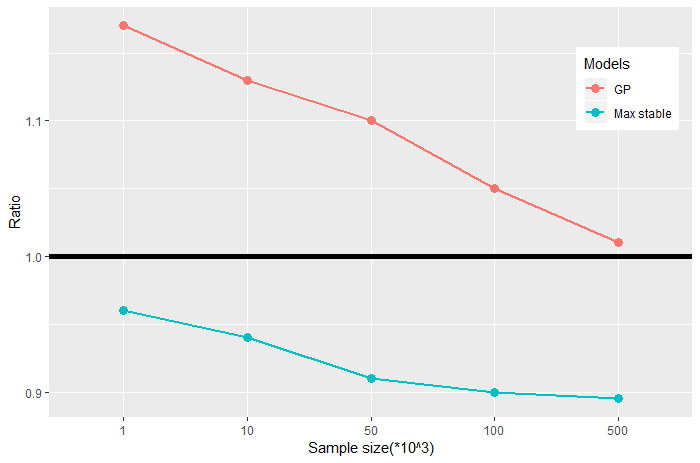 Models
GP
Max stable
1.1
1.0
0.9
Ratio
1 10 50 100 500
Sample size(*10^3)